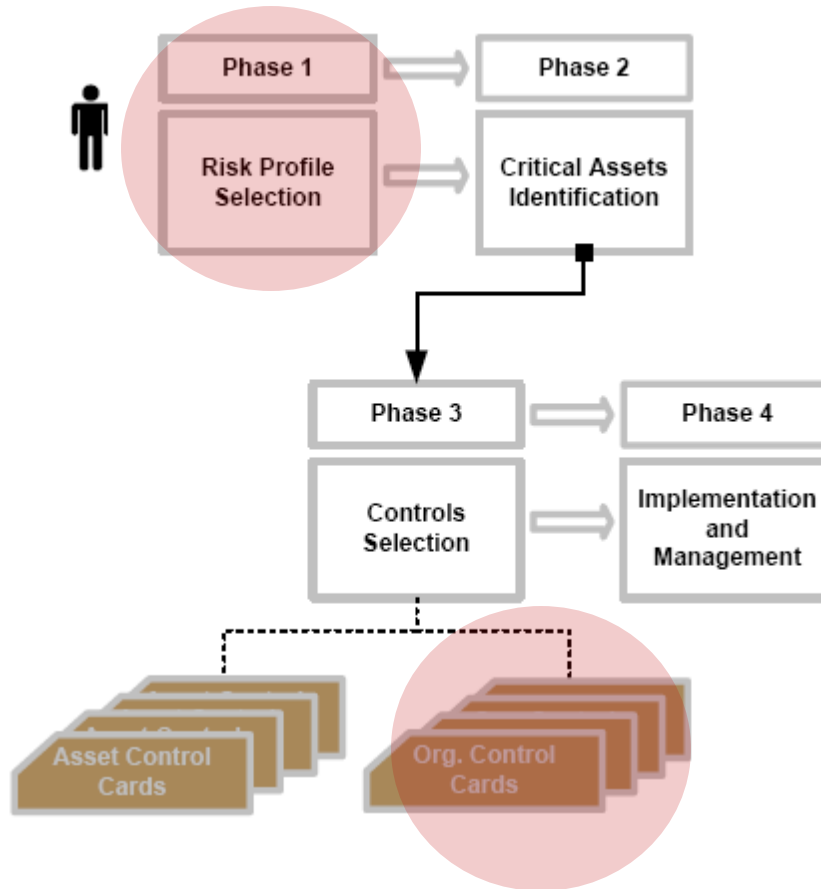 Phase 1
Phase 2
Risk Profile
Selection
Critical Assets
Identification
Phase 3
Phase 4
Controls
Selection
Implementation
and
Management
Asset Control
Cards
Org. Control
Cards